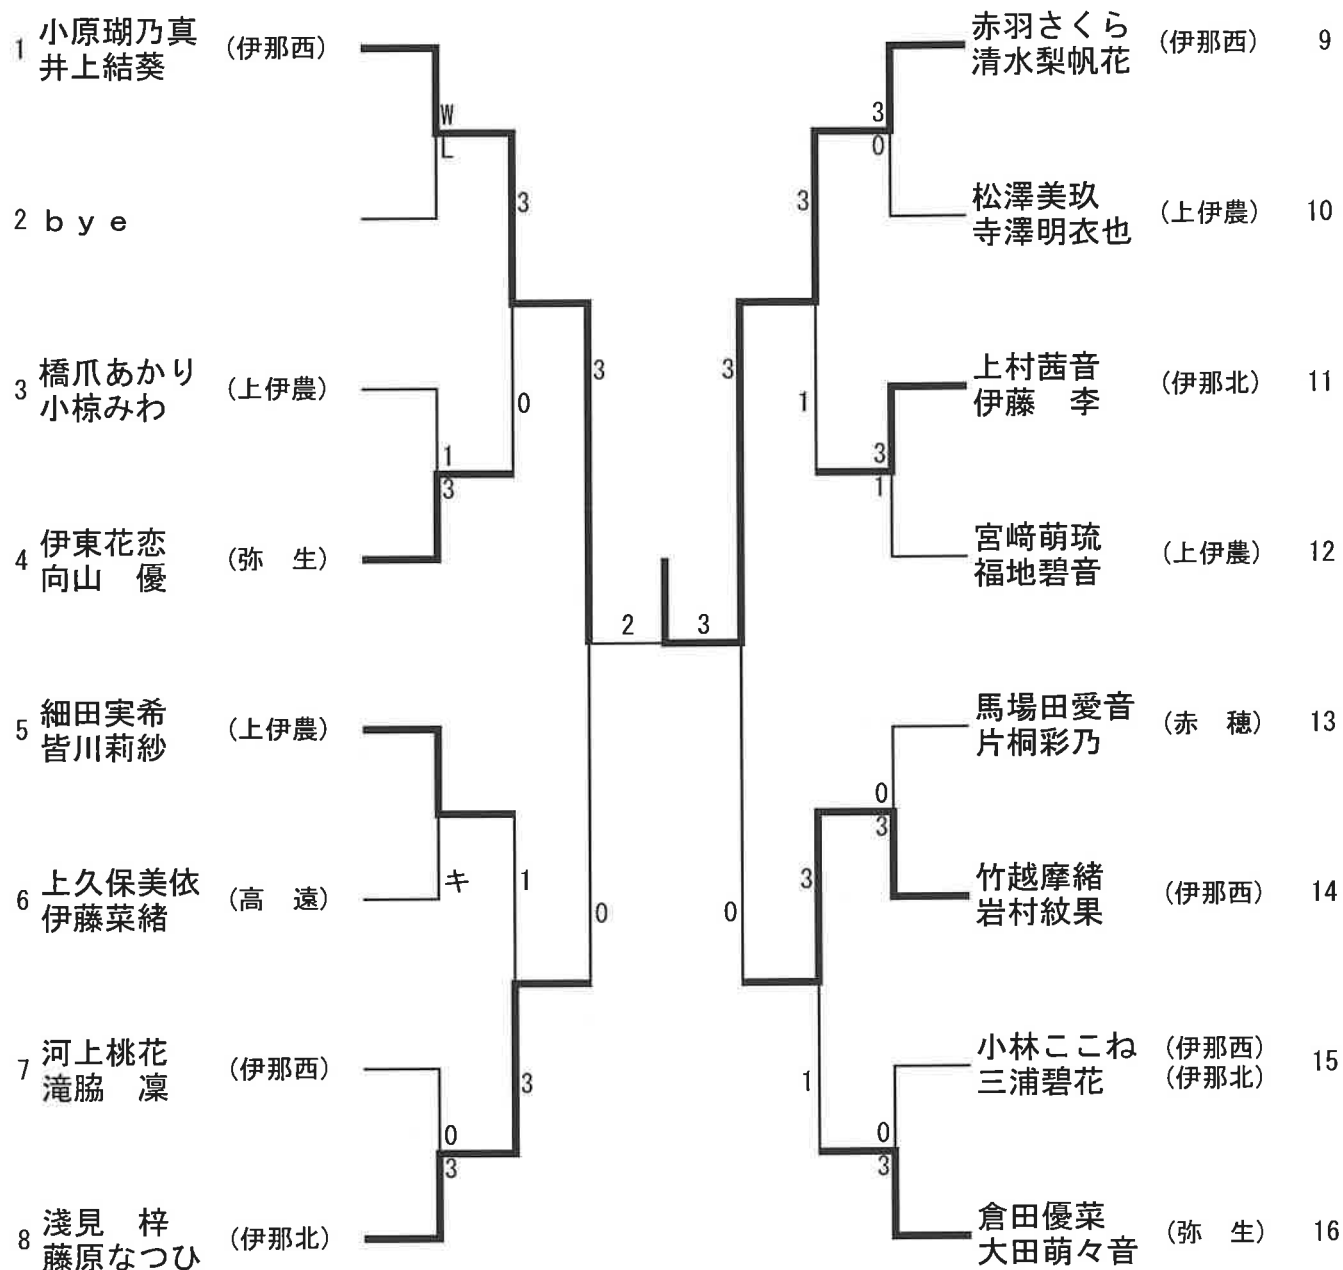 1 小原瑚乃真 (伊那西)
井上結葵
W
L
2 ｂｙｅ
3
3 橋爪あかり (上伊農)
小椋みわ
0
1
3
4 伊東花恋 (弥　生)
向山　優
3
5 細田実希 (上伊農)
皆川莉紗
6 上久保美依 (高　遠)
伊藤菜緒
キ
1
0
7 河上桃花 (伊那西)
滝脇　凜
3
0
3
8 淺見　梓 (伊那北)
藤原なつひ
2 3
赤羽さくら (伊那西) 9
清水梨帆花
3
0
3
松澤美玖 (上伊農) 10
寺澤明衣也
3
上村茜音 (伊那北) 11
伊藤　李
1
3
1
宮﨑萌琉 (上伊農) 12
福地碧音
馬場田愛音 (赤　穂) 13
片桐彩乃
0
3
3
0
竹越摩緒 (伊那西) 14
岩村紋果
小林ここね (伊那西) 15
三浦碧花 (伊那北)
1
0
3
倉田優菜 (弥　生) 16
大田萌々音